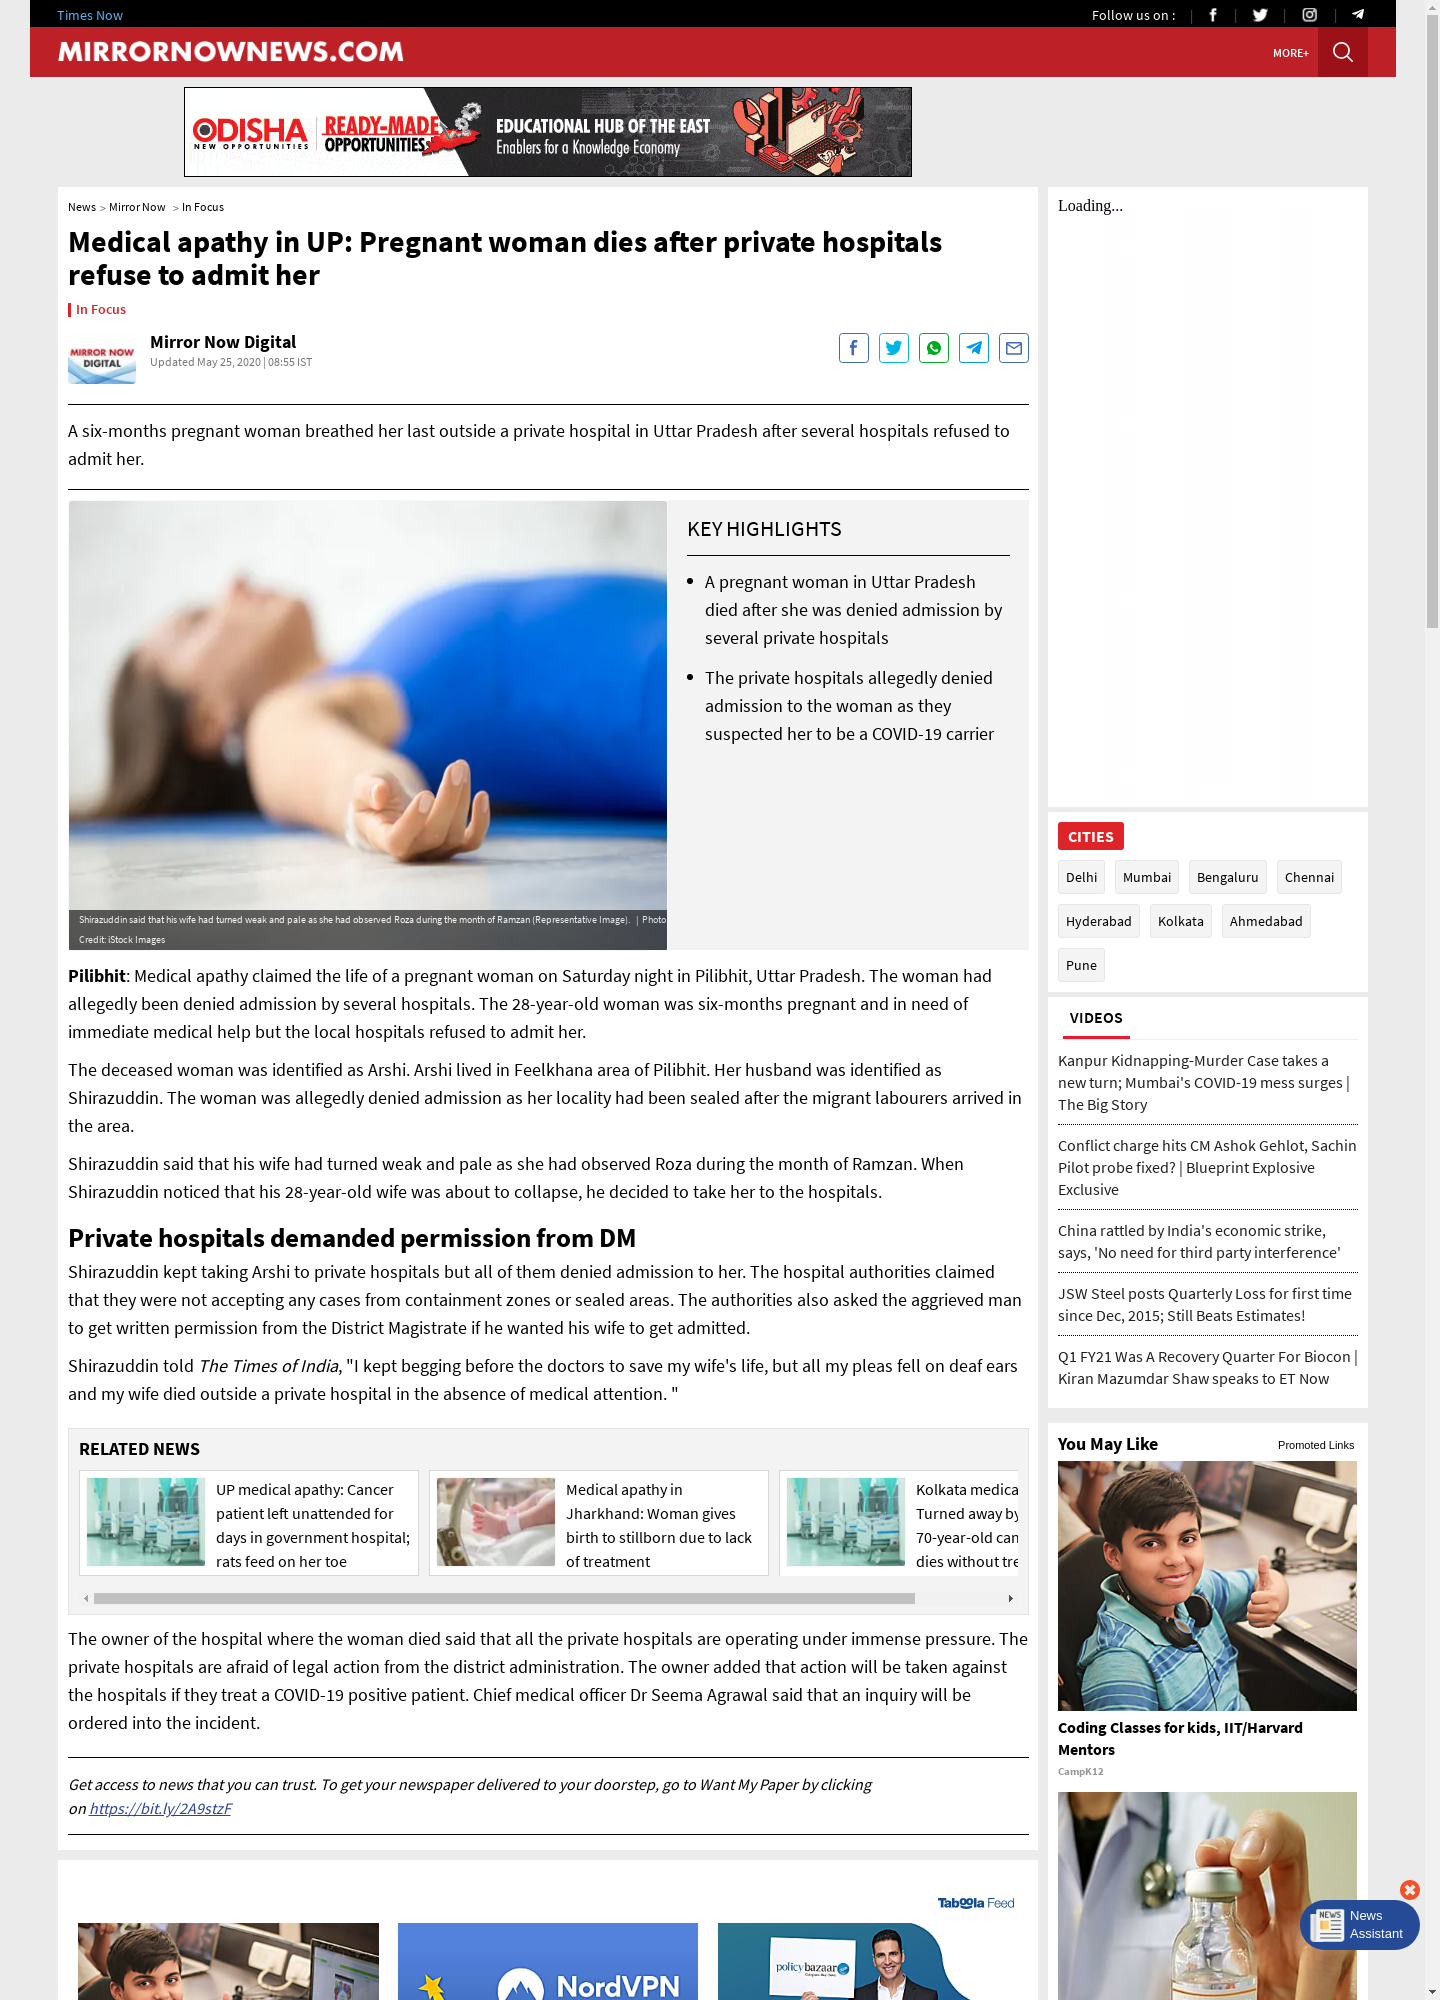 Times Now
Follow us on :
MIRRORNOWNEWS.COM
MORE+
ODISHA
NEW OPPORTUNITIES
READY-MADE
OPPORTUNITIES
EDUCATIONAL HUB OF THE EAST
Enablers for a Knowledge Economy
News > Mirror Now > In Focus
Medical apathy in UP: Pregnant woman dies after private hospitals
refuse to admit her
In Focus
MIRROR NOW
DIGITAL
Mirror Now Digital
Updated May 25, 2020 | 08:55 IST
A six-months pregnant woman breathed her last outside a private hospital in Uttar Pradesh after several hospitals refused to
admit her.
Shirazuddin said that his wife had turned weak and pale as she had observed Roza during the month of Ramzan (Representative Image). | Photo
Credit: iStock Images
KEY HIGHLIGHTS
A pregnant woman in Uttar Pradesh
died after she was denied admission by
several private hospitals
The private hospitals allegedly denied
admission to the woman as they
suspected her to be a COVID-19 carrier
Pilibhit: Medical apathy claimed the life of a pregnant woman on Saturday night in Pilibhit, Uttar Pradesh. The woman had
allegedly been denied admission by several hospitals. The 28-year-old woman was six-months pregnant and in need of
immediate medical help but the local hospitals refused to admit her.
The deceased woman was identified as Arshi. Arshi lived in Feelkhana area of Pilibhit. Her husband was identified as
Shirazuddin. The woman was allegedly denied admission as her locality had been sealed after the migrant labourers arrived in
the area.
Shirazuddin said that his wife had turned weak and pale as she had observed Roza during the month of Ramzan. When
Shirazuddin noticed that his 28-year-old wife was about to collapse, he decided to take her to the hospitals.
Private hospitals demanded permission from DM
Shirazuddin kept taking Arshi to private hospitals but all of them denied admission to her. The hospital authorities claimed
that they were not accepting any cases from containment zones or sealed areas. The authorities also asked the aggrieved man
to get written permission from the District Magistrate if he wanted his wife to get admitted.
Shirazuddin told The Times of India, "I kept begging before the doctors to save my wife's life, but all my pleas fell on deaf ears
and my wife died outside a private hospital in the absence of medical attention. "
RELATED NEWS
UP medical apathy: Cancer
patient left unattended for
days in government hospital;
rats feed on her toe
Medical apathy in
Jharkhand: Woman gives
birth to stillborn due to lack
of treatment
Kolkata medica
Turned away by
70-year-old can
dies without tre
The owner of the hospital where the woman died said that all the private hospitals are operating under immense pressure. The
private hospitals are afraid of legal action from the district administration. The owner added that action will be taken against
the hospitals if they treat a COVID-19 positive patient. Chief medical officer Dr Seema Agrawal said that an inquiry will be
ordered into the incident.
Get access to news that you can trust. To get your newspaper delivered to your doorstep, go to Want My Paper by clicking
on https://bit.ly/2A9stzF
Taboola Feed
NordVPN
policybazaar
Loading...
CITIES
Delhi
Mumbai
Bengaluru
Chennai
Hyderabad
Kolkata
Ahmedabad
Pune
VIDEOS
Kanpur Kidnapping-Murder Case takes a
new turn; Mumbai's COVID-19 mess surges |
The Big Story
Conflict charge hits CM Ashok Gehlot, Sachin
Pilot probe fixed? | Blueprint Explosive
Exclusive
China rattled by India's economic strike,
says, 'No need for third party interference'
JSW Steel posts Quarterly Loss for first time
since Dec, 2015; Still Beats Estimates!
Q1 FY21 Was A Recovery Quarter For Biocon |
Kiran Mazumdar Shaw speaks to ET Now
You May Like
Promoted Links
Coding Classes for kids, IIT/Harvard
Mentors
CampK12
NEWS
News
Assistant